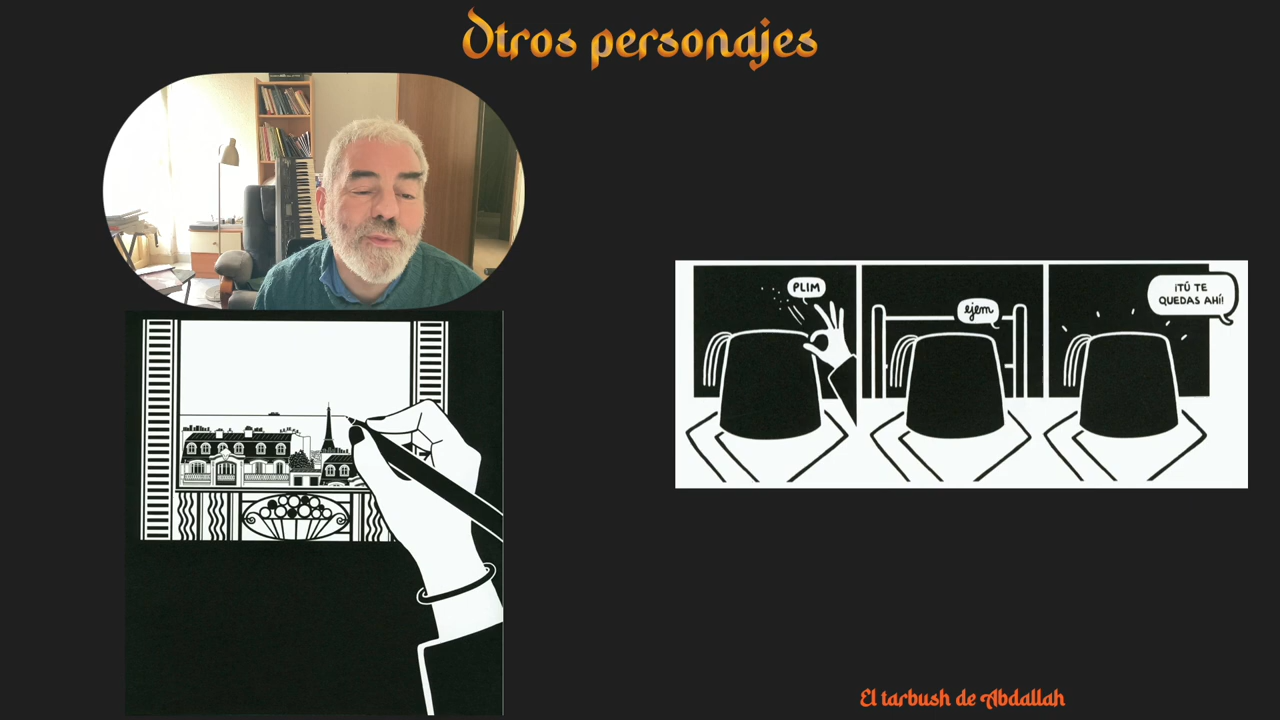 Otros personajes
PLIM
ejem
¡TÚ TE
QUEDAS AHÍ!
El tarbush de Abdallah